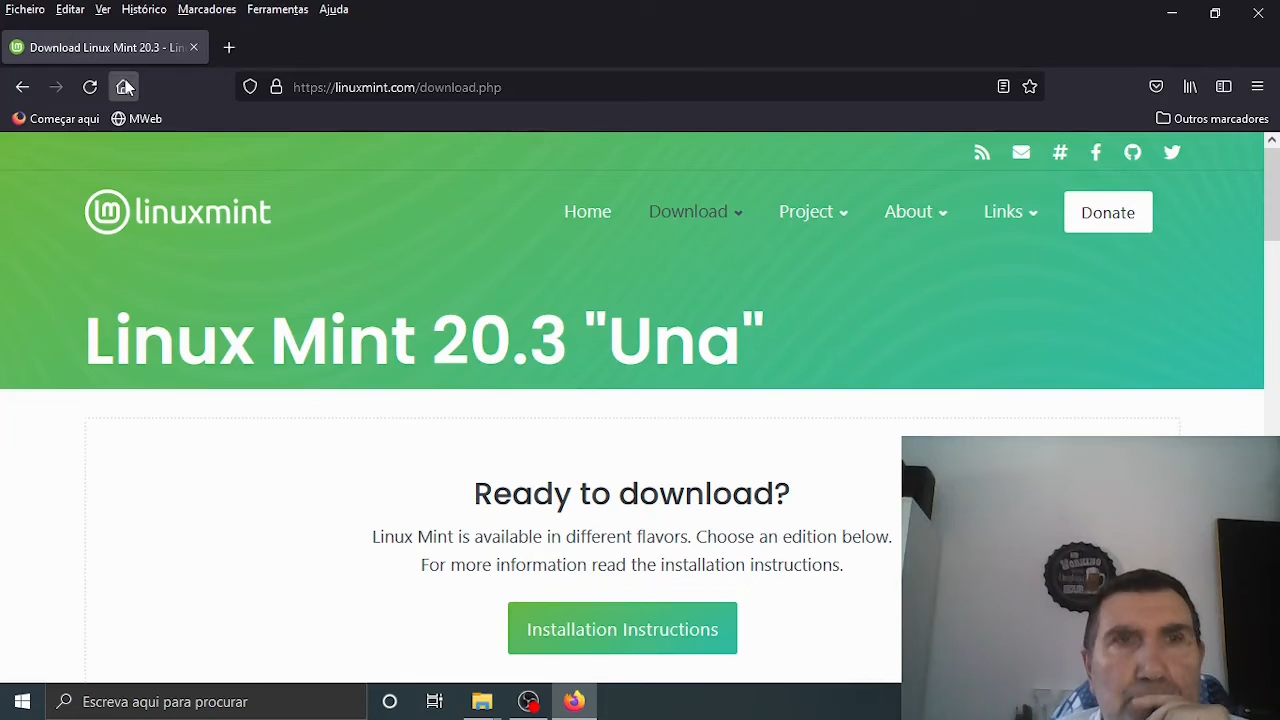 Ficheiro Editar Ver Histórico Marcadores Ferramentas Ajuda
Download Linux Mint 20.3 - Lin
https://linuxmint.com/download.php
Começar aqui MWeb Outros marcadores
linuxmint Home Download Project About Links Donate
Linux Mint 20.3 "Una"
Ready to download?
Linux Mint is available in different flavors. Choose an edition below.
For more information read the installation instructions.
Installation Instructions
Escreva aqui para procurar